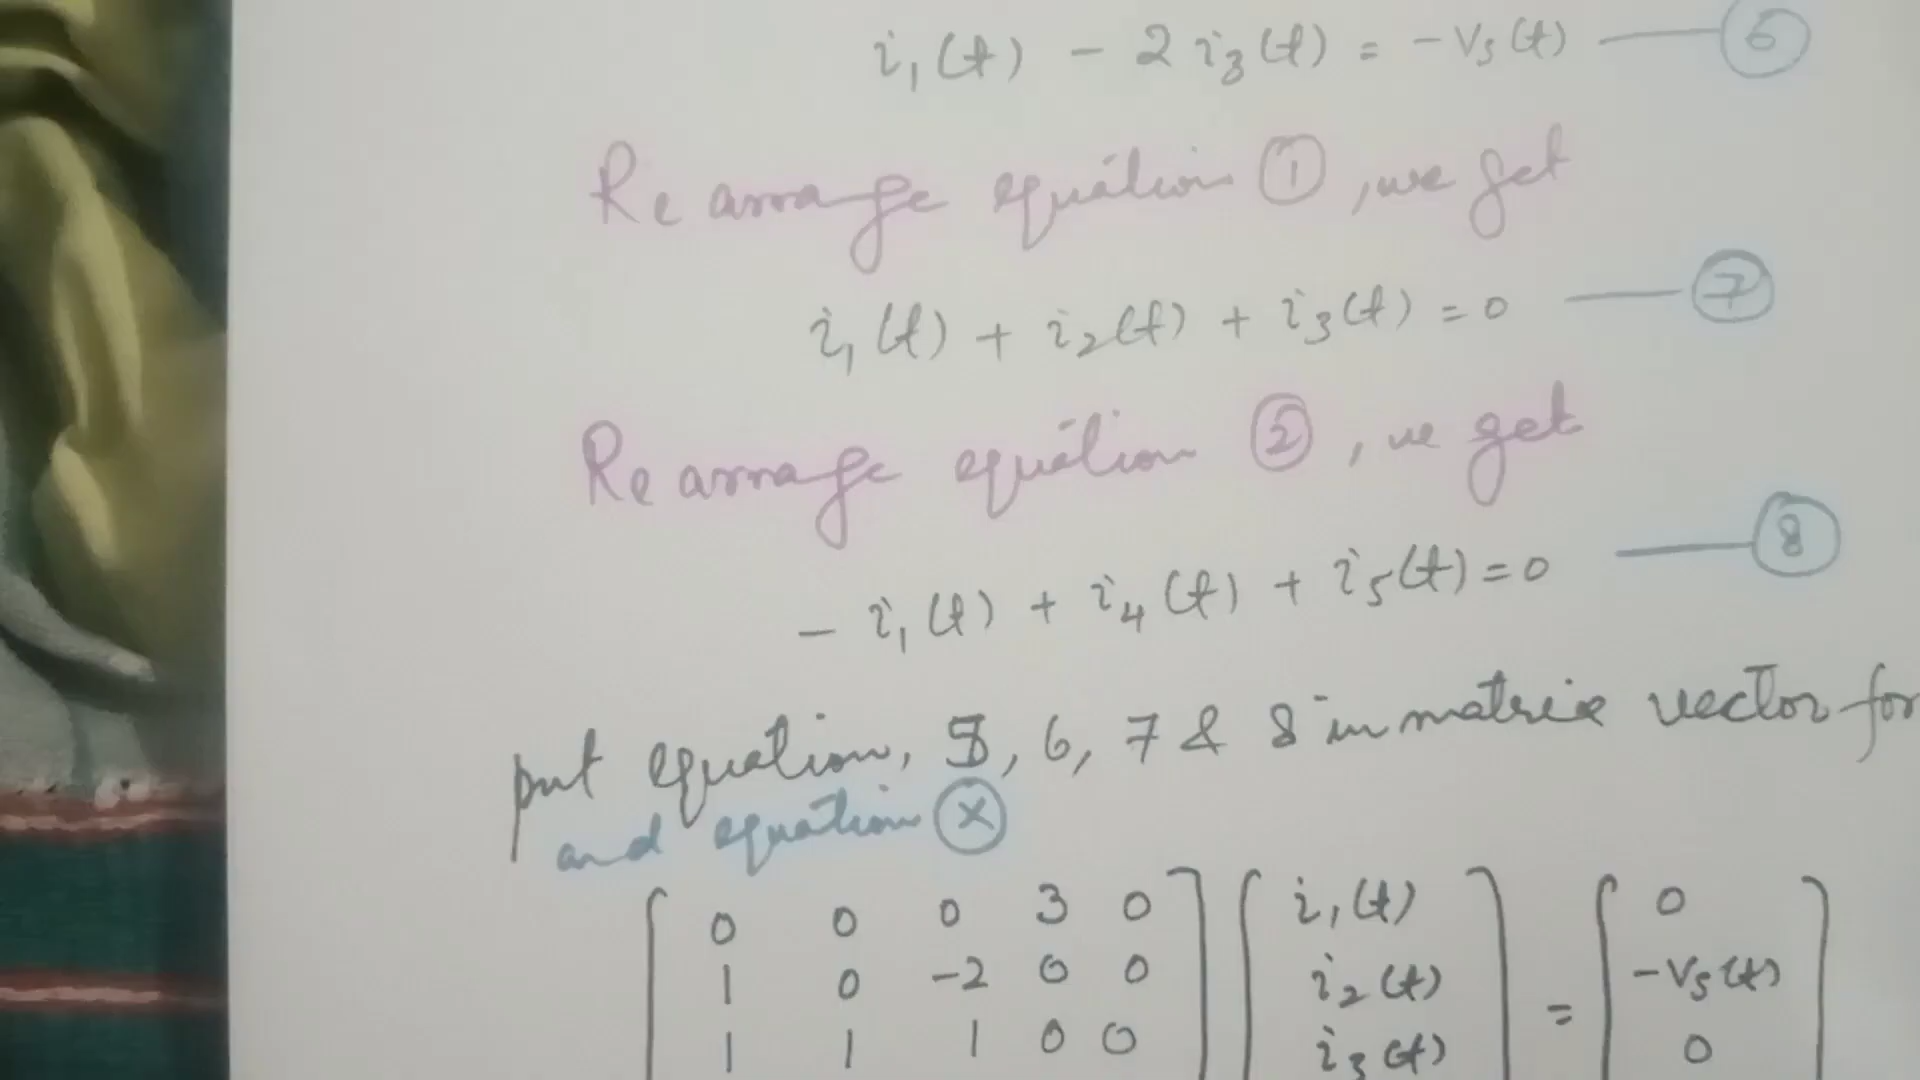 i₁(t) - 2 i₃(t) = - Vs(t) — ⑥
Re arrange equation ①, we get
i₁(t) + i₂(t) + i₃(t) = 0 — ⑦
Re arrange equation ②, we get
- i₁(t) + i₄(t) + i₅(t) = 0 — ⑧
put equation, 5, 6, 7 & 8 in matrix vector for
and equation ⓧ
0 0 0 3 0 i₁(t) 0
1 0 -2 0 0 i₂(t) = -Vs(t)
1 1 1 0 0 i₃(t) 0